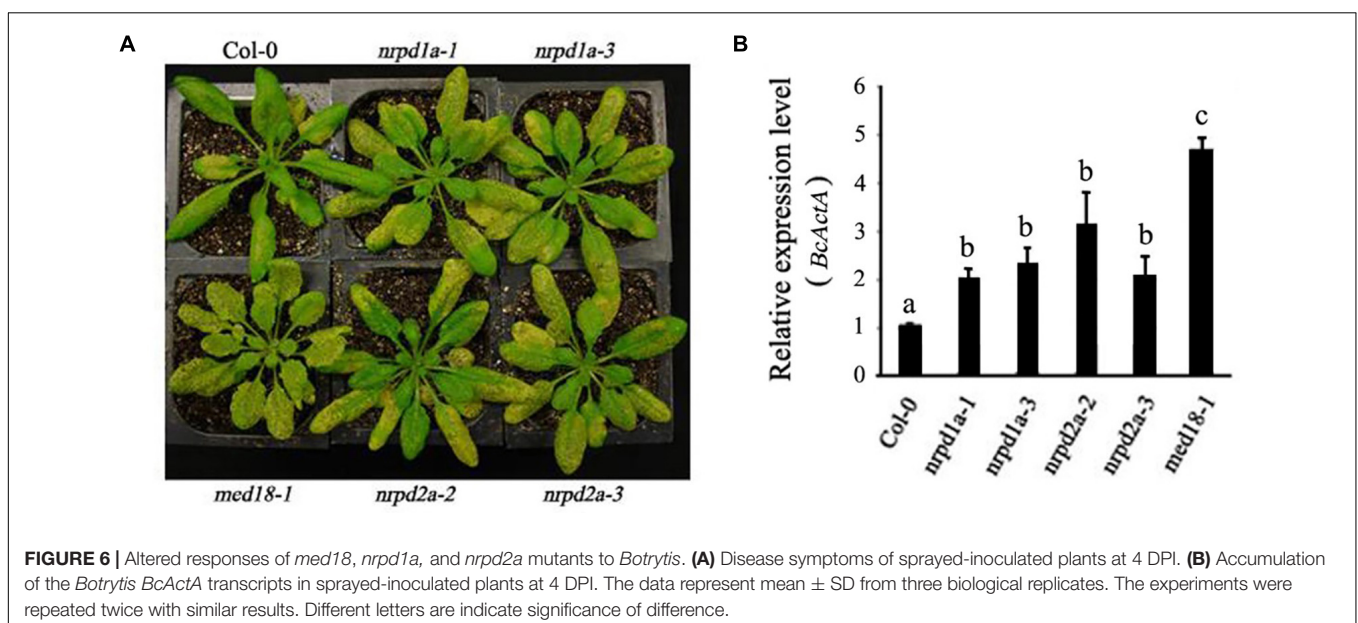 A
Col-0 nrpd1a-1 nrpd1a-3
med18-1 nrpd2a-2 nrpd2a-3
B
Relative expression level
( BcActA )
6
5
4
3
2
1
0
a
b
b
b
b
c
Col-0
nrpd1a-1
nrpd1a-3
nrpd2a-2
nrpd2a-3
med18-1
FIGURE 6 | Altered responses of med18, nrpd1a, and nrpd2a mutants to Botrytis. (A) Disease symptoms of sprayed-inoculated plants at 4 DPI. (B) Accumulation
of the Botrytis BcActA transcripts in sprayed-inoculated plants at 4 DPI. The data represent mean ± SD from three biological replicates. The experiments were
repeated twice with similar results. Different letters are indicate significance of difference.